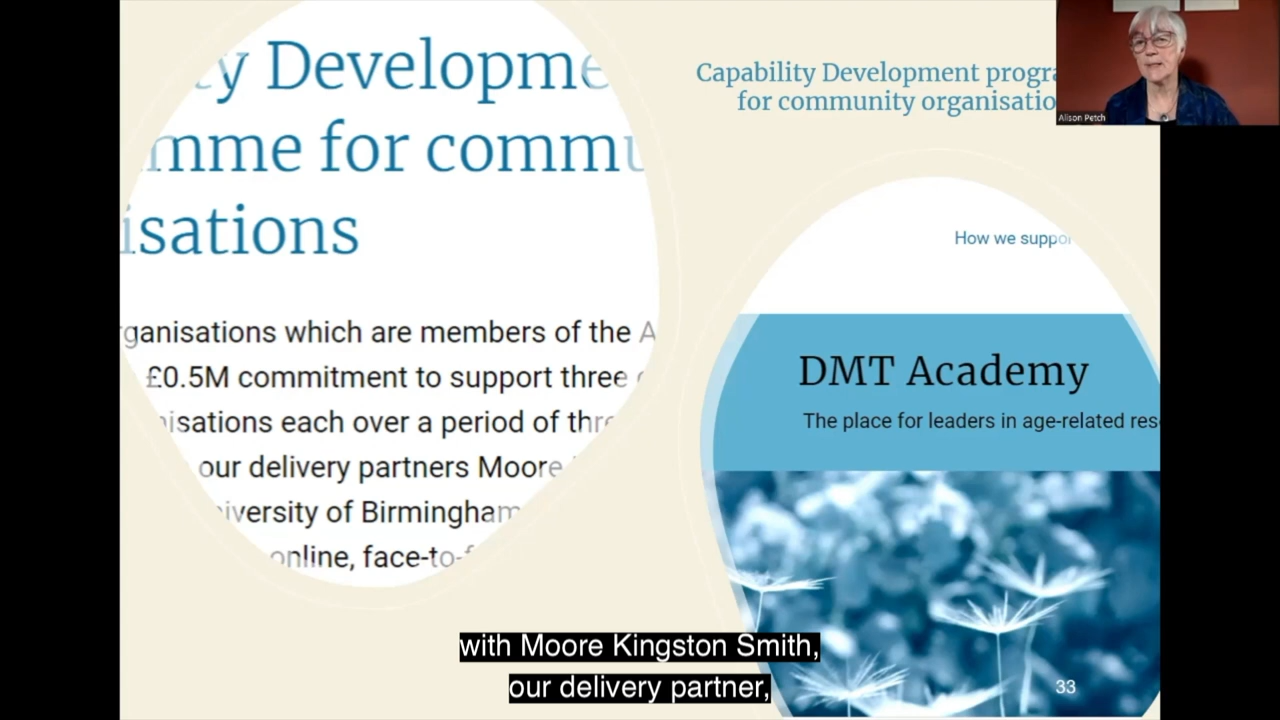 Developme
mme for commu
isations
ganisations which are members of the A
£0.5M commitment to support three
isations each over a period of thre
our delivery partners Moore
iversity of Birmingham
online, face-to-f
Capability Development progra
for community organisatio
Alison Petch
How we suppor
DMT Academy
The place for leaders in age-related res
with Moore Kingston Smith,
our delivery partner,
33